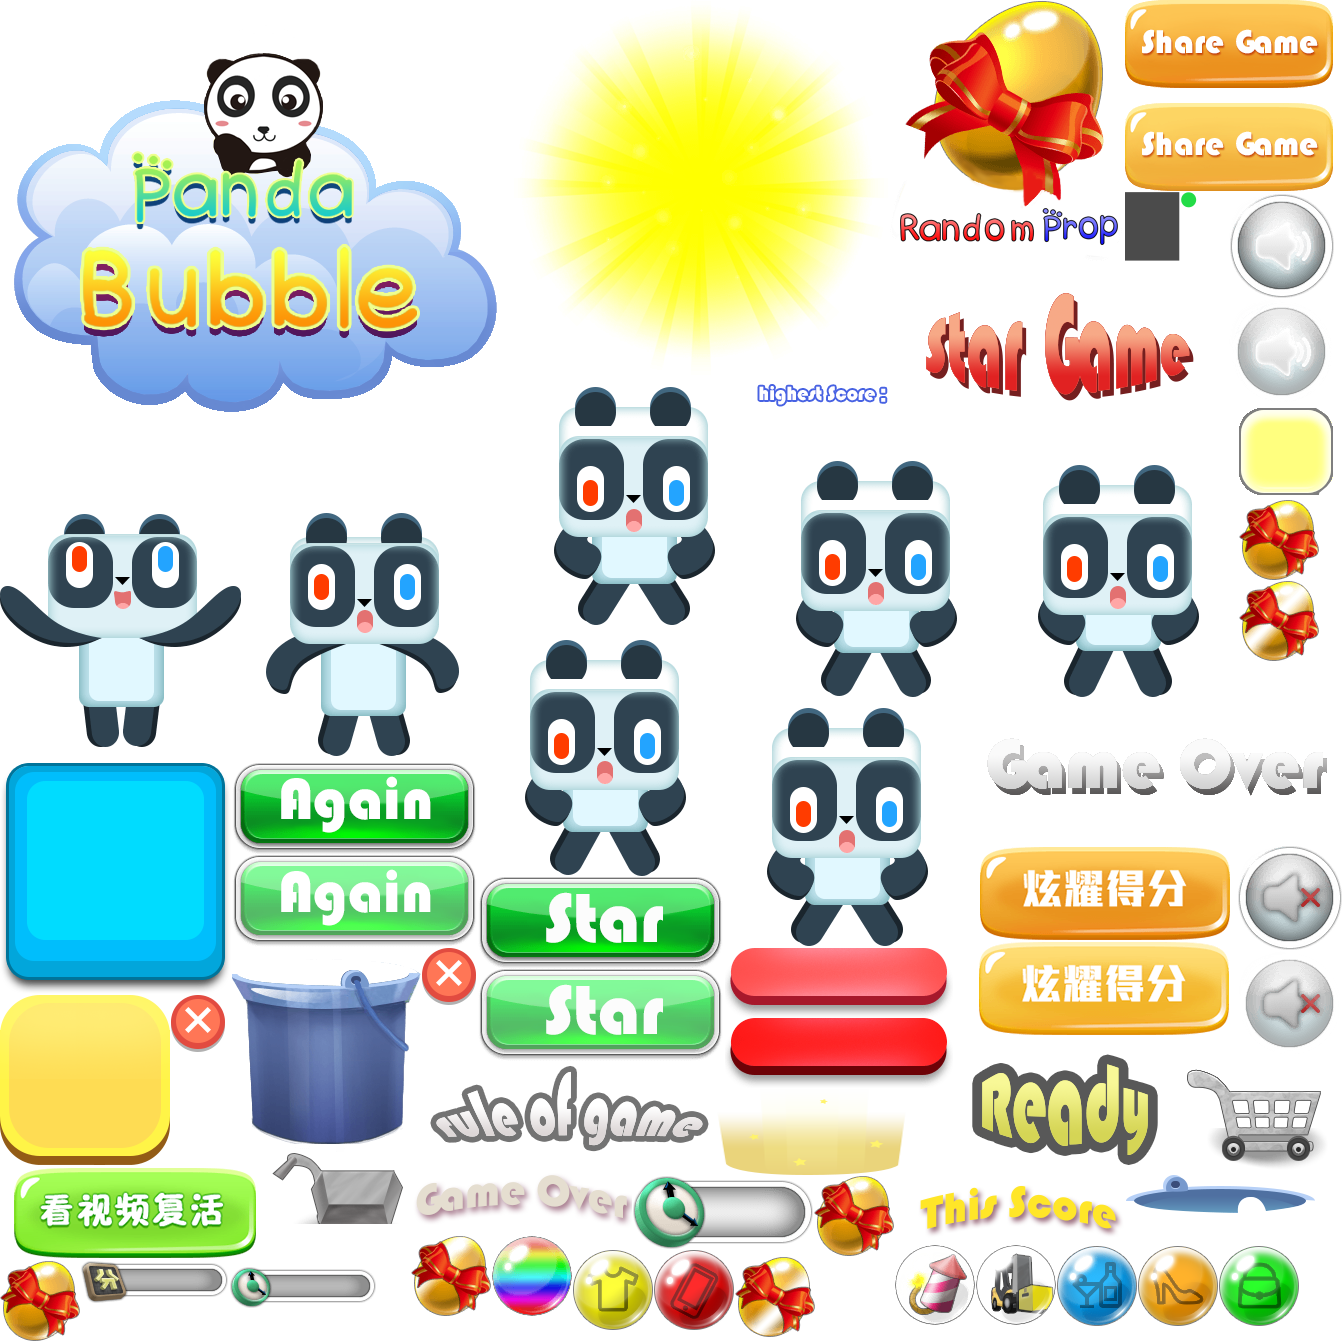 Panda
Bubble
Random Prop
Share Game
Share Game
Star Game
highest Score :
Game Over
Again
Again
Star
Star
炫耀得分
炫耀得分
rule of game
Ready
看视频复活
Game Over
This Score
分